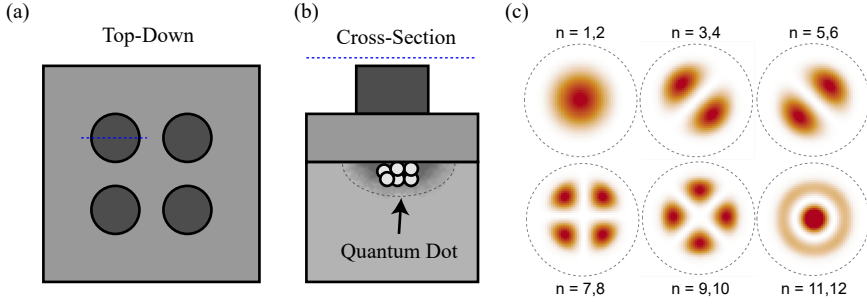 (a)
Top-Down
(b)
Cross-Section
Quantum Dot
(c)
n = 1,2
n = 3,4
n = 5,6
n = 7,8
n = 9,10
n = 11,12